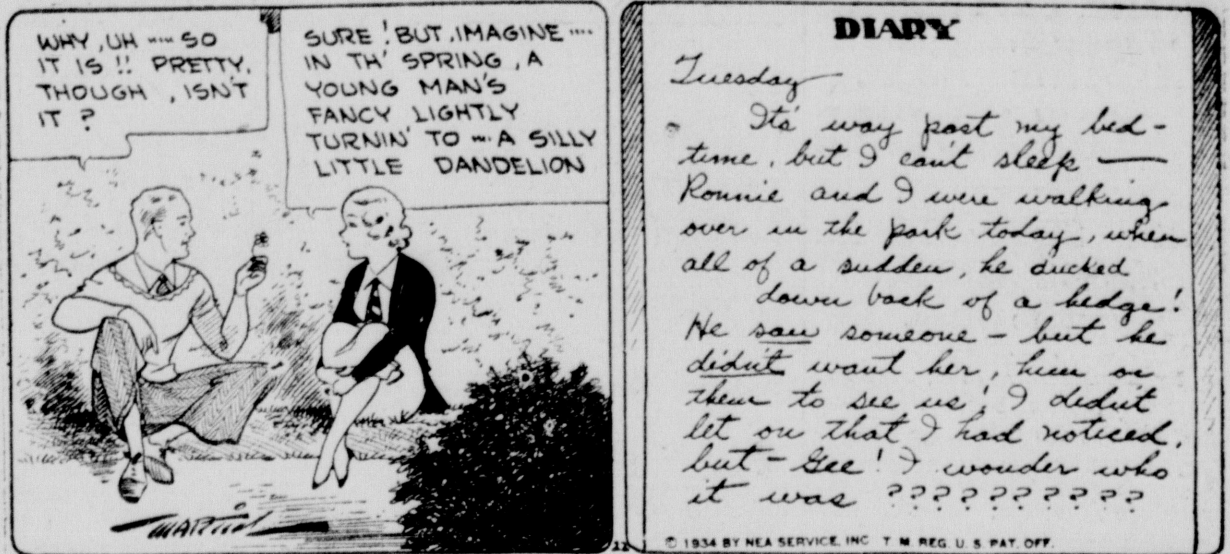 WHY, UH ---- SO
IT IS !! PRETTY,
THOUGH , ISN'T
IT ?
SURE ! BUT, IMAGINE ----
IN TH' SPRING , A
YOUNG MAN'S
FANCY LIGHTLY
TURNIN' TO --- A SILLY
LITTLE DANDELION
MARTIN
11
DIARY
Tuesday
It's way past my bed-
time, but I can't sleep —
Ronnie and I were walking
over in the park today, when
all of a sudden, he ducked
down back of a hedge!
He saw someone - but he
didn't want her, him or
them to see us! I didn't
let on that I had noticed,
but - Gee! I wonder who
it was ??????????
© 1934 BY NEA SERVICE, INC. T. M. REG. U. S. PAT. OFF.